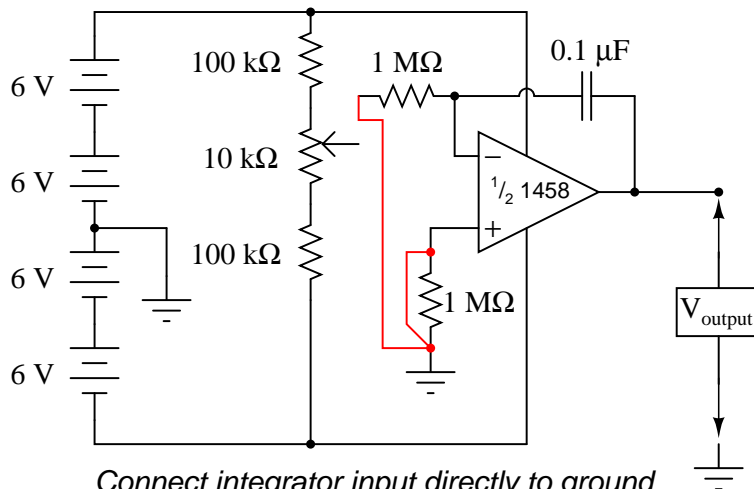 6 V
6 V
6 V
6 V
100 kΩ
10 kΩ
100 kΩ
1 MΩ
0.1 μF
−
1/2 1458
+
1 MΩ
Voutput
Connect integrator input directly to ground